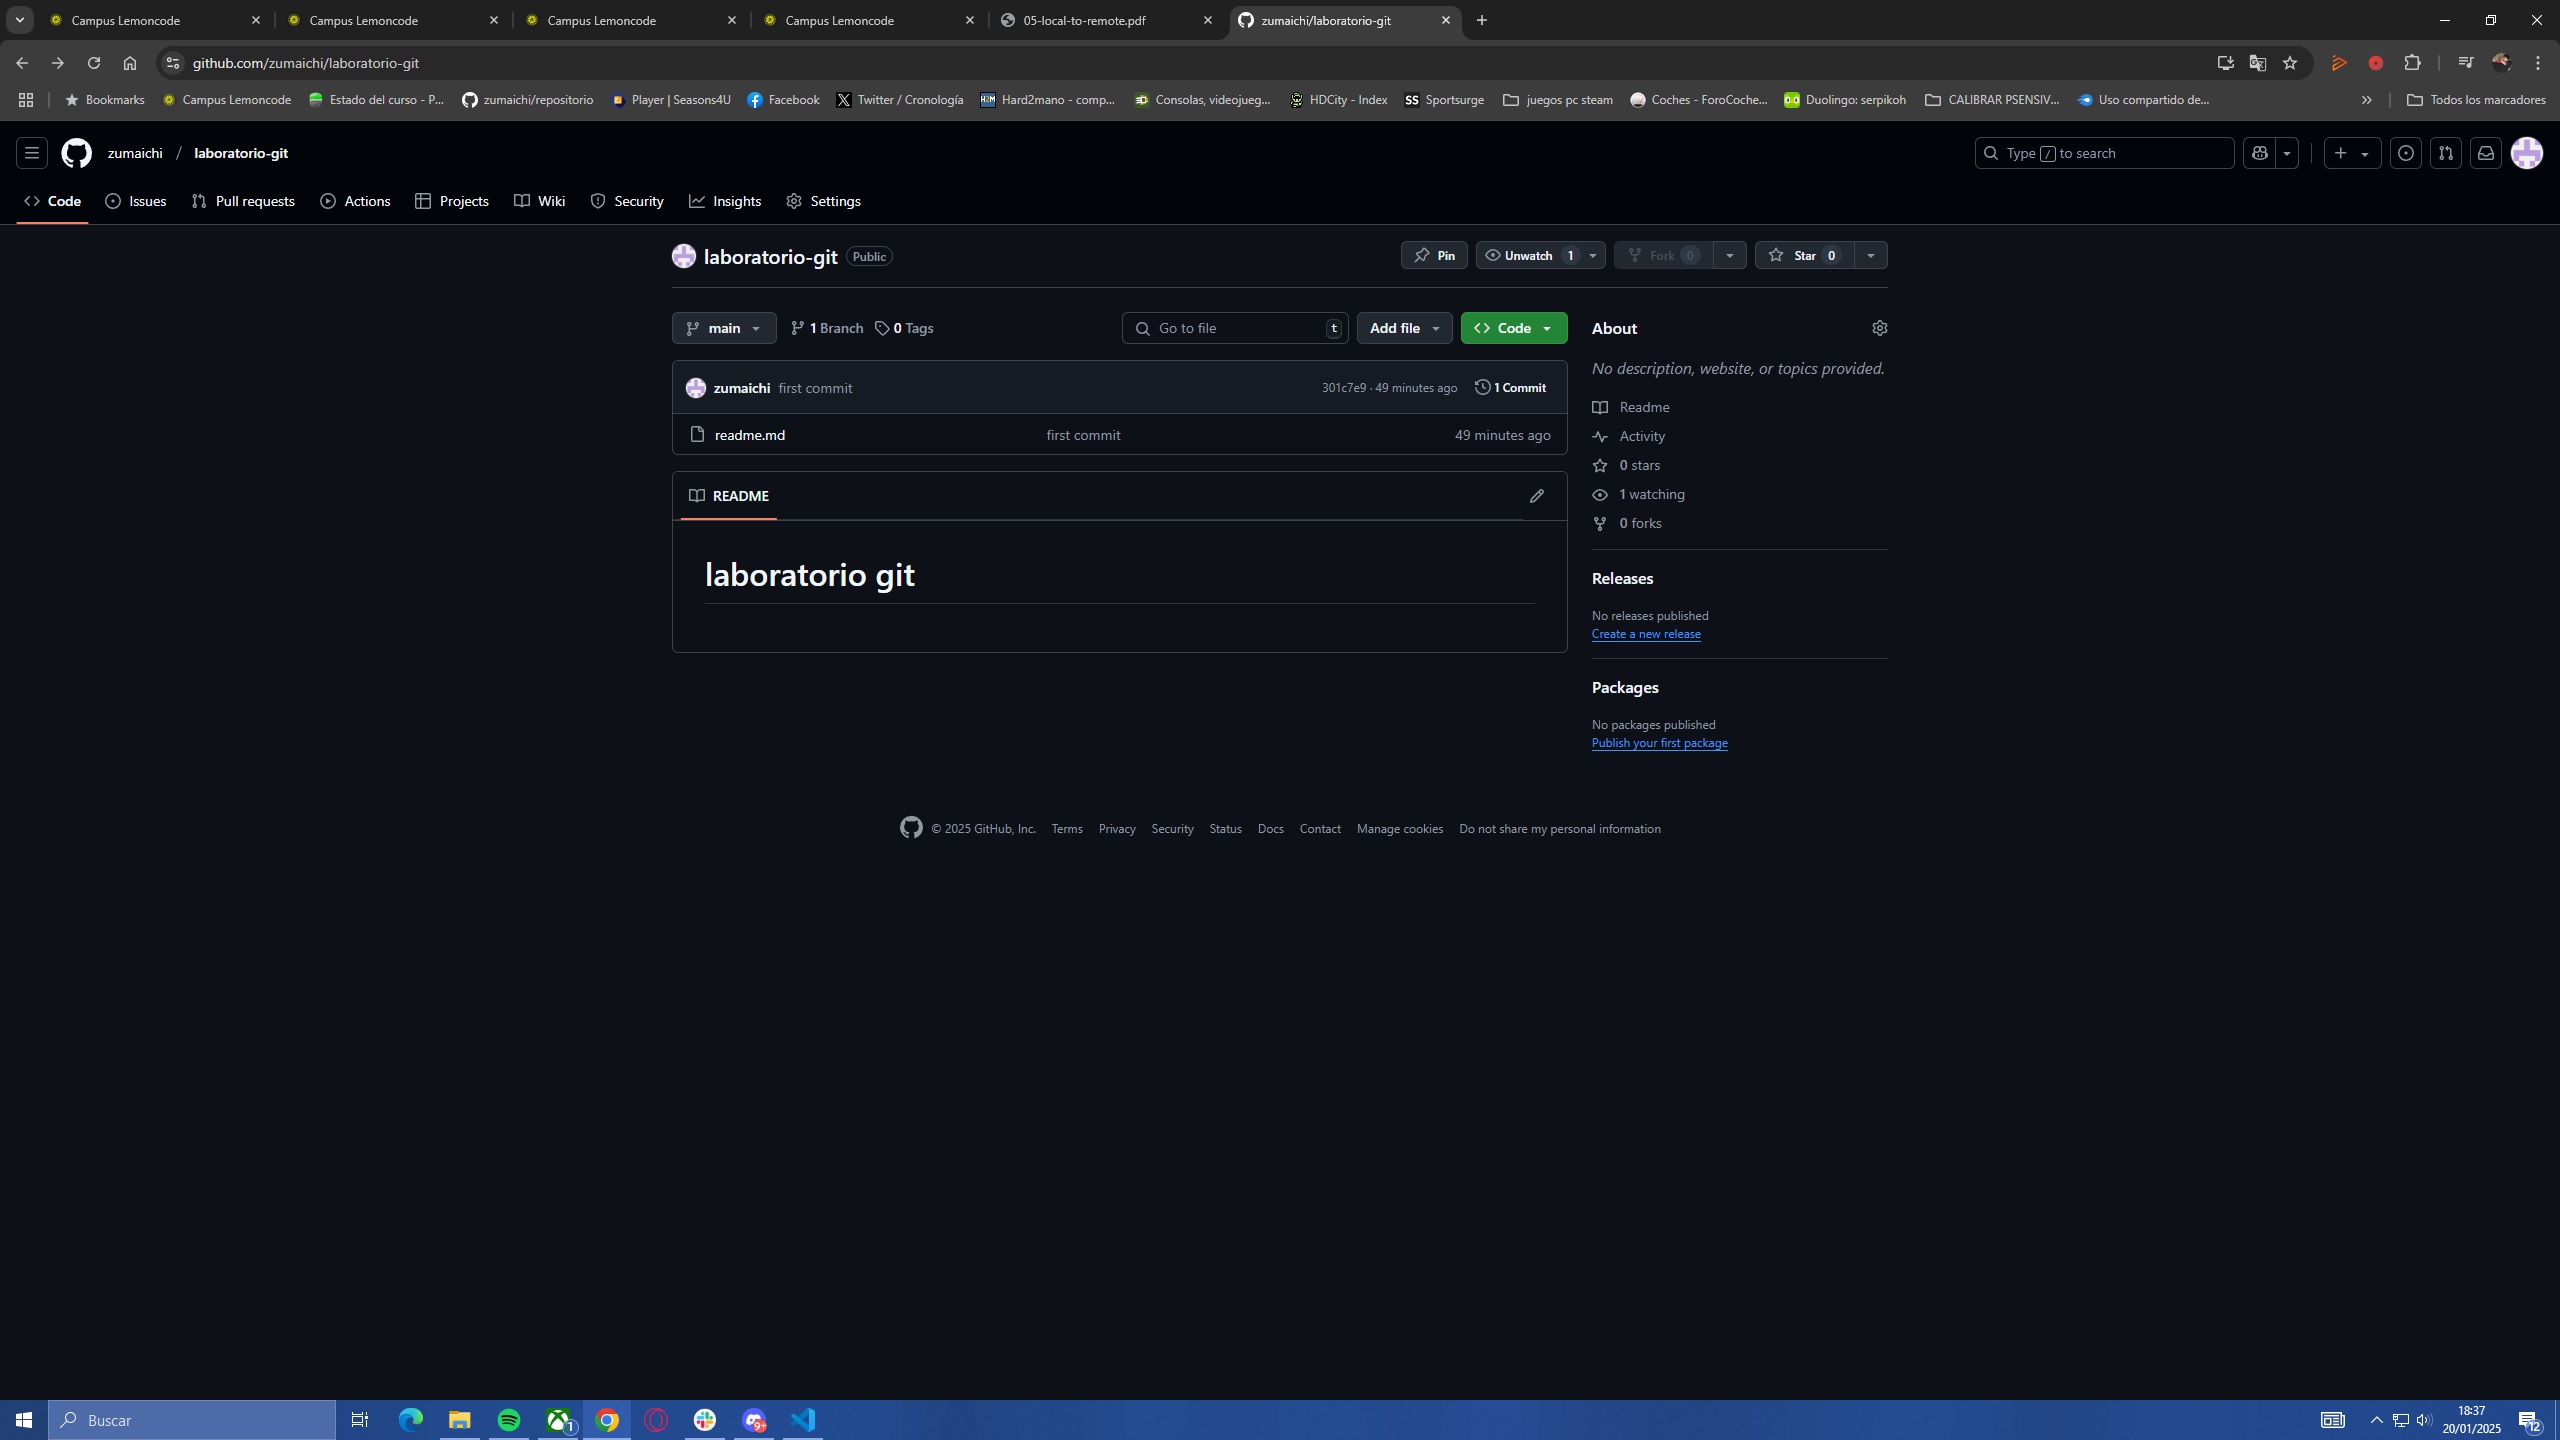 Campus Lemoncode
Campus Lemoncode
Campus Lemoncode
Campus Lemoncode
05-local-to-remote.pdf
zumaichi/laboratorio-git
github.com/zumaichi/laboratorio-git
Bookmarks
Campus Lemoncode
Estado del curso - P...
zumaichi/repositorio
Player | Seasons4U
Facebook
Twitter / Cronología
H2M
Hard2mano - comp...
Consolas, videojueg...
HDCity - Index
SS
Sportsurge
juegos pc steam
Coches - ForoCoche...
Duolingo: serpikoh
CALIBRAR PSENSIV...
Uso compartido de...
Todos los marcadores
zumaichi / laboratorio-git
Type / to search
Code
Issues
Pull requests
Actions
Projects
Wiki
Security
Insights
Settings
laboratorio-git
Public
Pin
Unwatch 1
Fork 0
Star 0
main
1 Branch
0 Tags
Go to file
t
Add file
Code
zumaichi first commit
301c7e9 · 49 minutes ago
1 Commit
readme.md
first commit
49 minutes ago
README
laboratorio git
About
No description, website, or topics provided.
Readme
Activity
0 stars
1 watching
0 forks
Releases
No releases published
Create a new release
Packages
No packages published
Publish your first package
© 2025 GitHub, Inc.
Terms
Privacy
Security
Status
Docs
Contact
Manage cookies
Do not share my personal information
Buscar
1
9+
18:37
20/01/2025
12